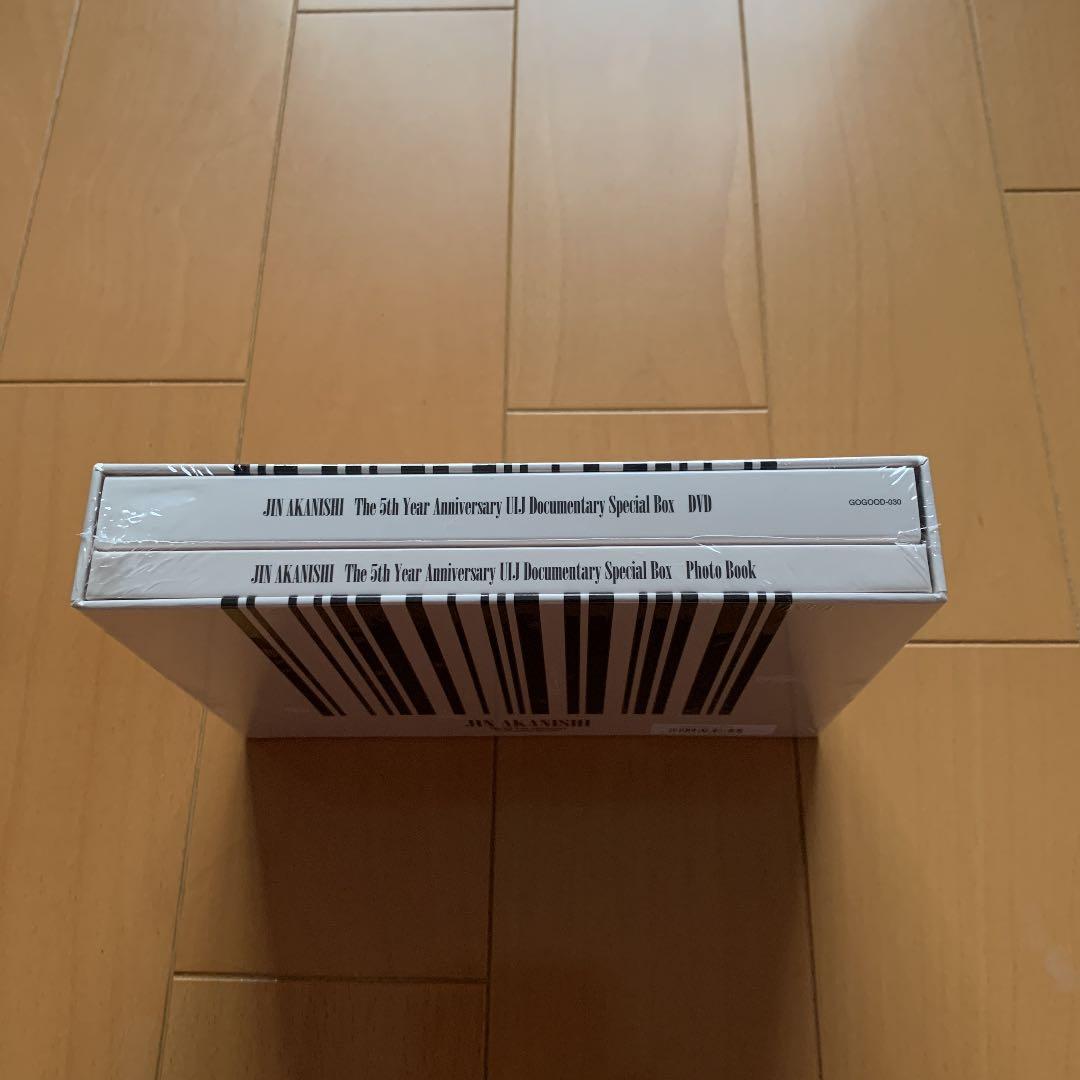 JIN AKANISHI The 5th Year Anniversary UIJ Documentary Special Box DVD
GOGOOD-030
JIN AKANISHI The 5th Year Anniversary UIJ Documentary Special Box Photo Book
JIN AKANISHI